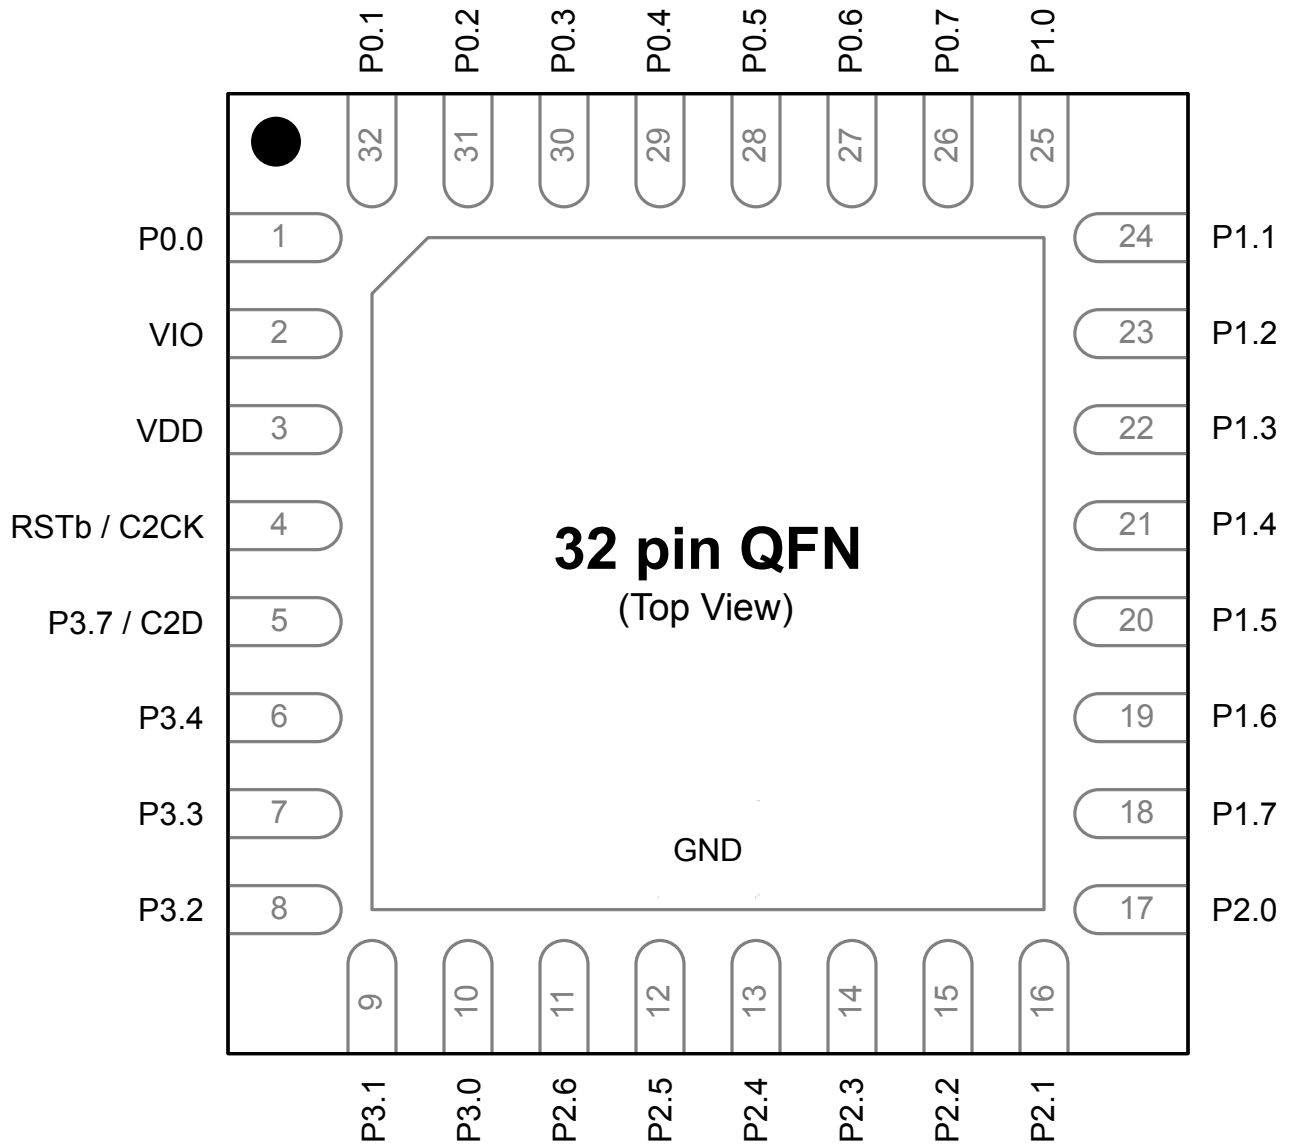 P0.1 P0.2 P0.3 P0.4 P0.5 P0.6 P0.7 P1.0
32 31 30 29 28 27 26 25
P0.0 1 24 P1.1
VIO 2 23 P1.2
VDD 3 22 P1.3
RSTb / C2CK 4 21 P1.4
32 pin QFN
(Top View)
P3.7 / C2D 5 20 P1.5
P3.4 6 19 P1.6
P3.3 7 18 P1.7
GND
P3.2 8 17 P2.0
9 10 11 12 13 14 15 16
P3.1 P3.0 P2.6 P2.5 P2.4 P2.3 P2.2 P2.1